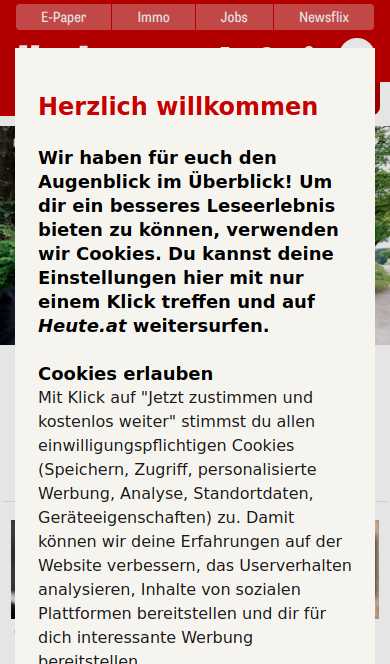 E-Paper
Immo
Jobs
Newsflix
Herzlich willkommen
Wir haben für euch den
Augenblick im Überblick! Um
dir ein besseres Leseerlebnis
bieten zu können, verwenden
wir Cookies. Du kannst deine
Einstellungen hier mit nur
einem Klick treffen und auf
Heute.at weitersurfen.
Cookies erlauben
Mit Klick auf "Jetzt zustimmen und
kostenlos weiter" stimmst du allen
einwilligungspflichtigen Cookies
(Speichern, Zugriff, personalisierte
Werbung, Analyse, Standortdaten,
Geräteeigenschaften) zu. Damit
können wir deine Erfahrungen auf der
Website verbessern, das Userverhalten
analysieren, Inhalte von sozialen
Plattformen bereitstellen und dir für
dich interessante Werbung
bereitstellen